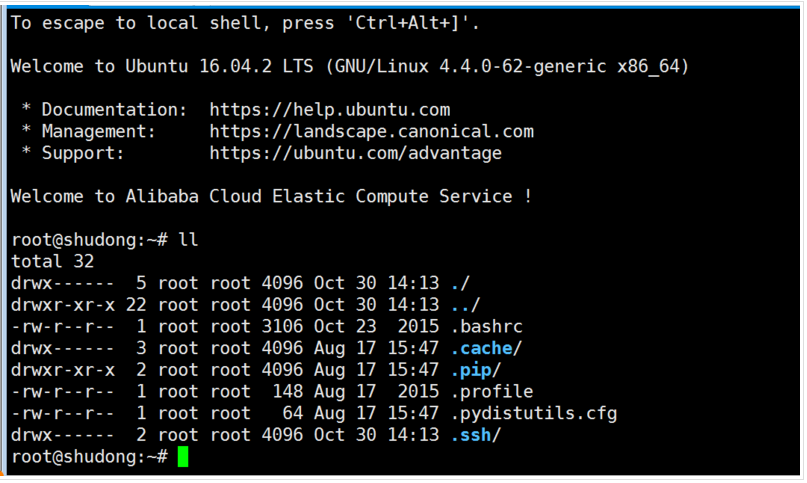 To escape to local shell, press 'Ctrl+Alt+]'.
Welcome to Ubuntu 16.04.2 LTS (GNU/Linux 4.4.0-62-generic x86_64)
* Documentation:  https://help.ubuntu.com
* Management:     https://landscape.canonical.com
* Support:        https://ubuntu.com/advantage
Welcome to Alibaba Cloud Elastic Compute Service !
root@shudong:~# ll
total 32
drwx------  5 root root 4096 Oct 30 14:13 ./
drwxr-xr-x 22 root root 4096 Oct 30 14:13 ../
-rw-r--r--  1 root root 3106 Oct 23  2015 .bashrc
drwx------  3 root root 4096 Aug 17 15:47 .cache/
drwxr-xr-x  2 root root 4096 Aug 17 15:47 .pip/
-rw-r--r--  1 root root  148 Aug 17  2015 .profile
-rw-r--r--  1 root root   64 Aug 17 15:47 .pydistutils.cfg
drwx------  2 root root 4096 Oct 30 14:13 .ssh/
root@shudong:~#